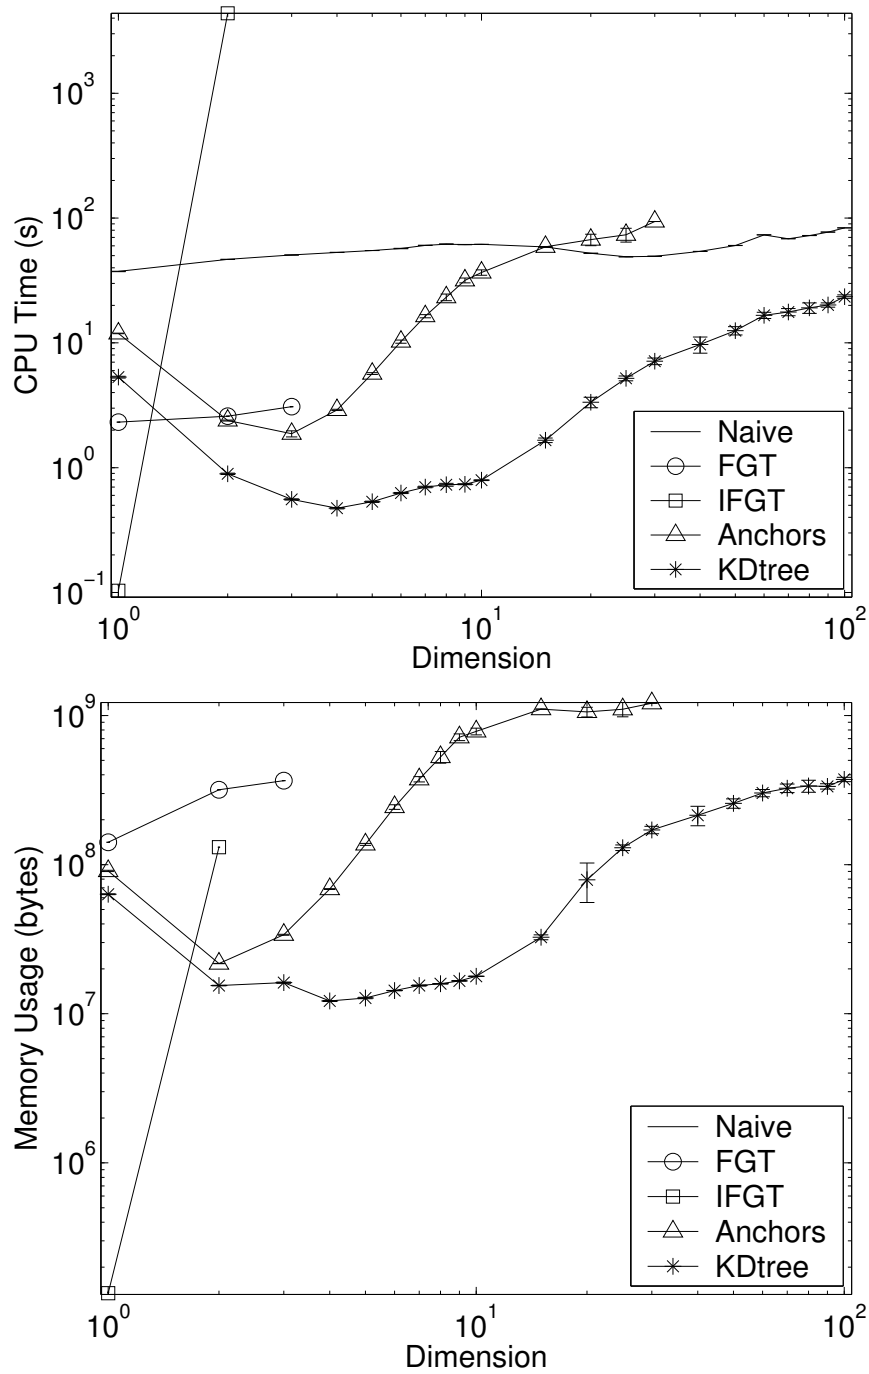 CPU Time (s)
10^3
10^2
10^1
10^0
10^-1
Naive
FGT
IFGT
Anchors
KDtree
10^0 10^1 10^2
Dimension
Memory Usage (bytes)
10^9
10^8
10^7
10^6
Naive
FGT
IFGT
Anchors
KDtree
10^0 10^1 10^2
Dimension